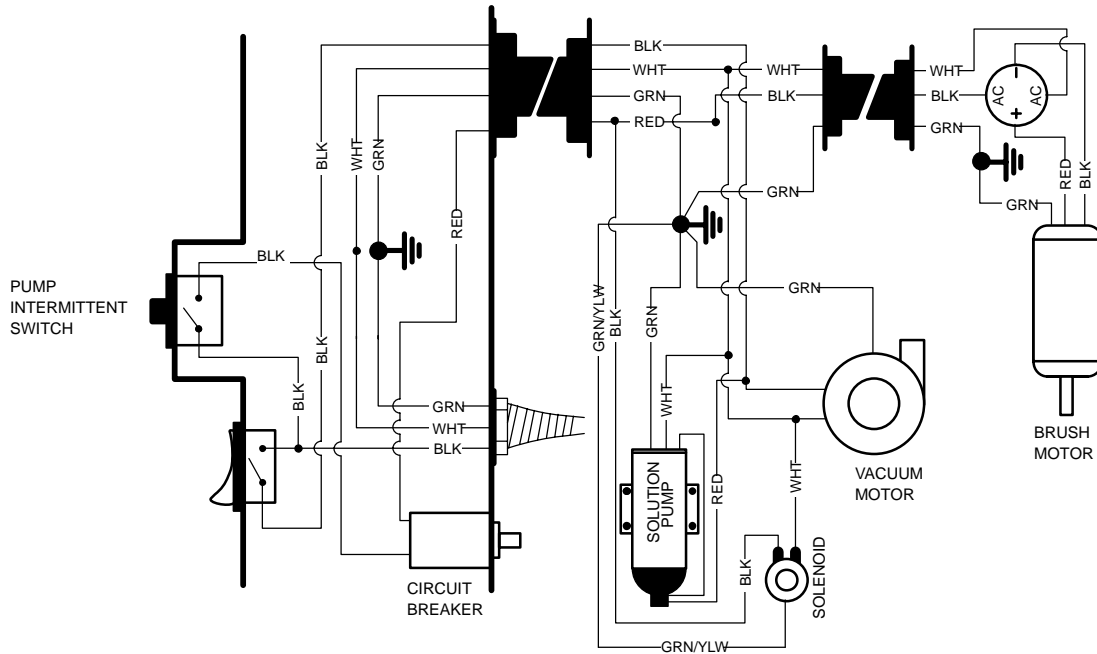 BLK
WHT
GRN
RED
WHT
BLK
WHT
BLK
GRN
AC
−
+
AC
RED
BLK
BLK
WHT
GRN
RED
GRN
GRN
BLK
PUMP
INTERMITTENT
SWITCH
BLK
GRN/YLW
BLK
GRN
GRN
BLK
GRN
WHT
BLK
WHT
RED
SOLUTION
PUMP
VACUUM
MOTOR
BRUSH
MOTOR
WHT
BLK
SOLENOID
CIRCUIT
BREAKER
GRN/YLW